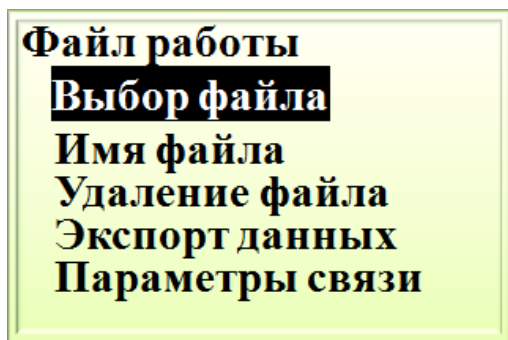 Файл работы
Выбор файла
Имя файла
Удаление файла
Экспорт данных
Параметры связи